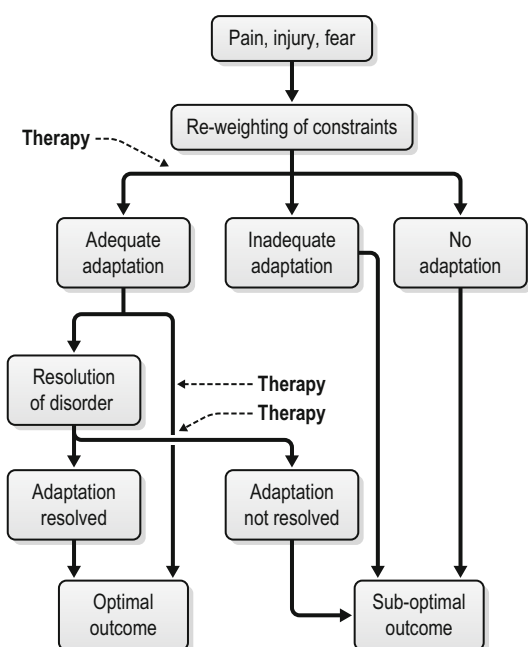 Pain, injury, fear
Re-weighting of constraints
Therapy
Adequate
adaptation
Inadequate
adaptation
No
adaptation
Resolution
of disorder
Therapy
Therapy
Adaptation
resolved
Adaptation
not resolved
Optimal
outcome
Sub-optimal
outcome